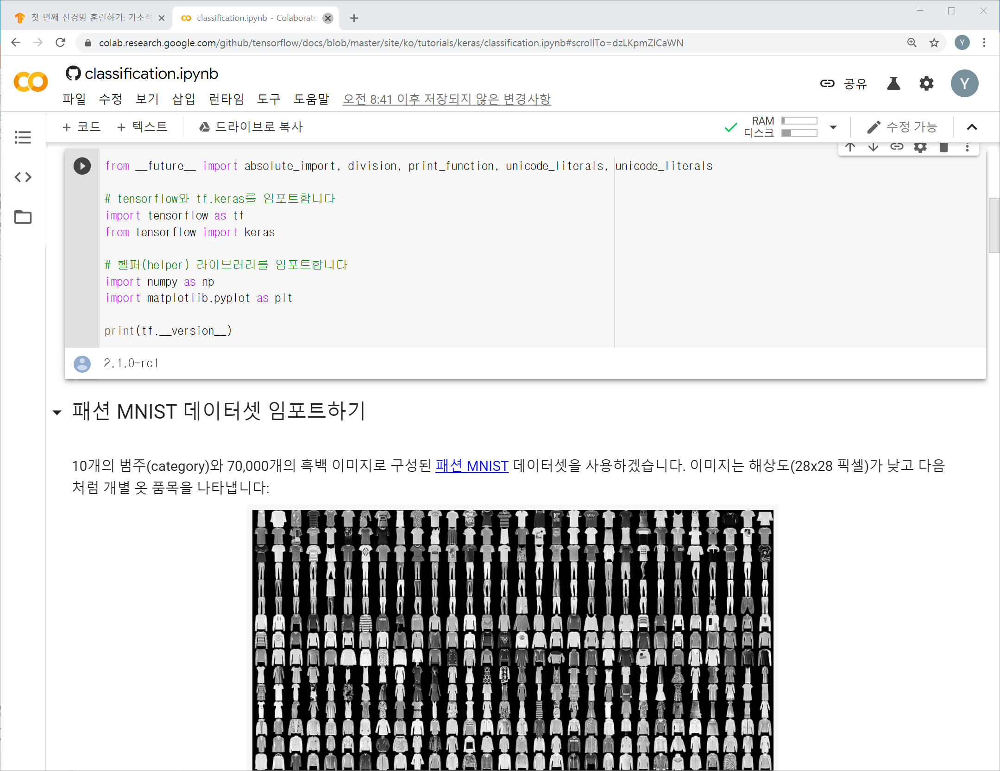 첫 번째 신경망 훈련하기: 기초적
classification.ipynb - Colaborato
colab.research.google.com/github/tensorflow/docs/blob/master/site/ko/tutorials/keras/classification.ipynb#scrollTo=dzLKpmZICaWN
Y
classification.ipynb
공유
Y
파일 수정 보기 삽입 런타임 도구 도움말 오전 8:41 이후 저장되지 않은 변경사항
+ 코드 + 텍스트 드라이브로 복사
RAM
디스크
수정 가능
from __future__ import absolute_import, division, print_function, unicode_literals, unicode_literals
# tensorflow와 tf.keras를 임포트합니다
import tensorflow as tf
from tensorflow import keras
# 헬퍼(helper) 라이브러리를 임포트합니다
import numpy as np
import matplotlib.pyplot as plt
print(tf.__version__)
2.1.0-rc1
패션 MNIST 데이터셋 임포트하기
10개의 범주(category)와 70,000개의 흑백 이미지로 구성된 패션 MNIST 데이터셋을 사용하겠습니다. 이미지는 해상도(28x28 픽셀)가 낮고 다음
처럼 개별 옷 품목을 나타냅니다: